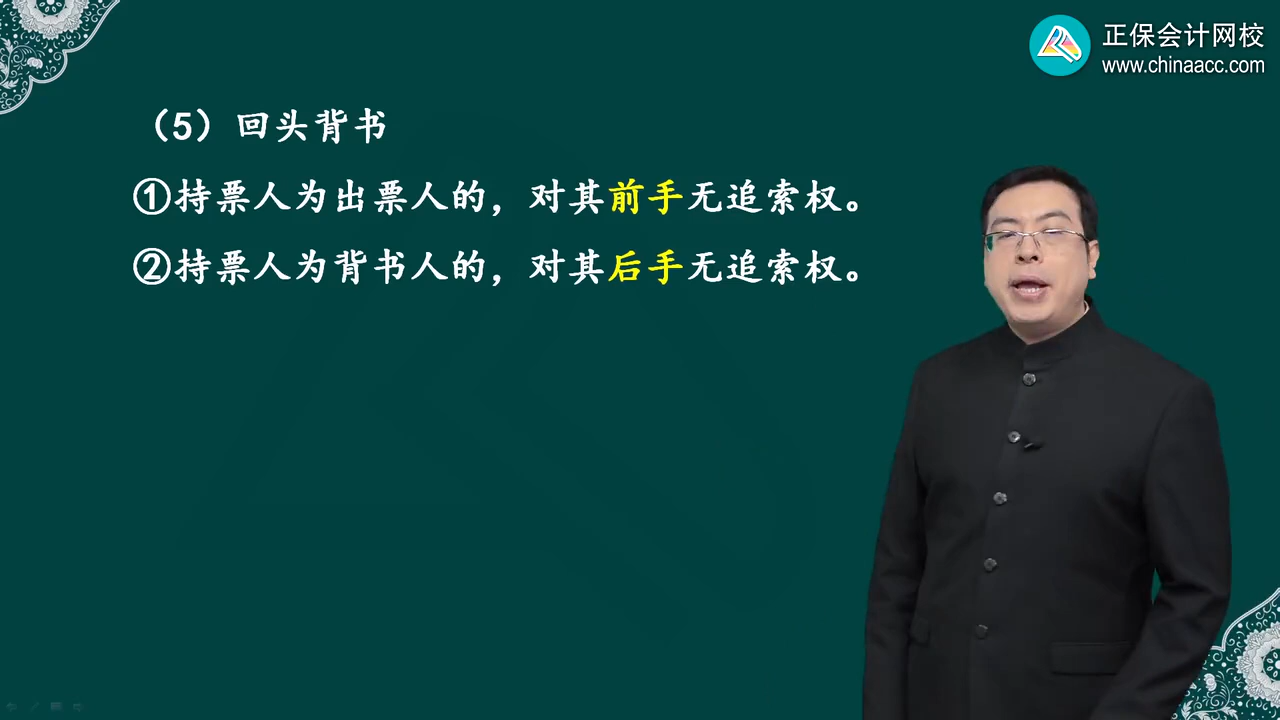 正保会计网校
www.chinaacc.com
（5）回头背书
①持票人为出票人的，对其前手无追索权。
②持票人为背书人的，对其后手无追索权。